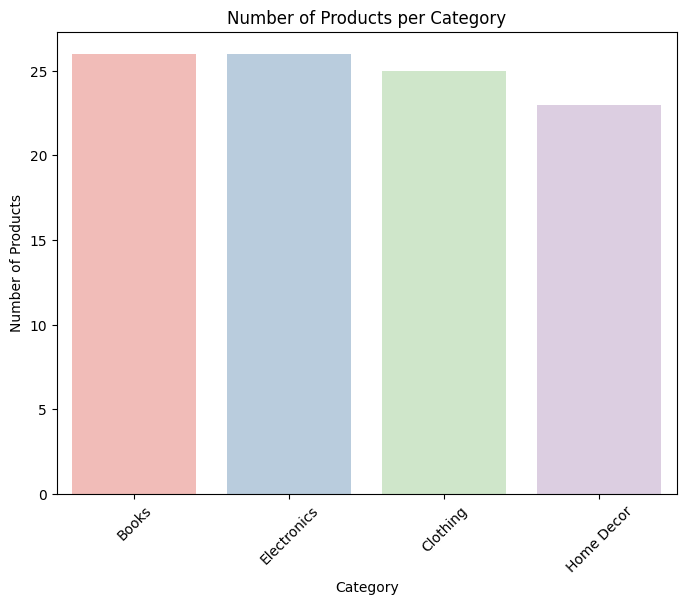 Number of Products per Category
Number of Products
25
20
15
10
5
0
Books
Electronics
Clothing
Home Decor
Category